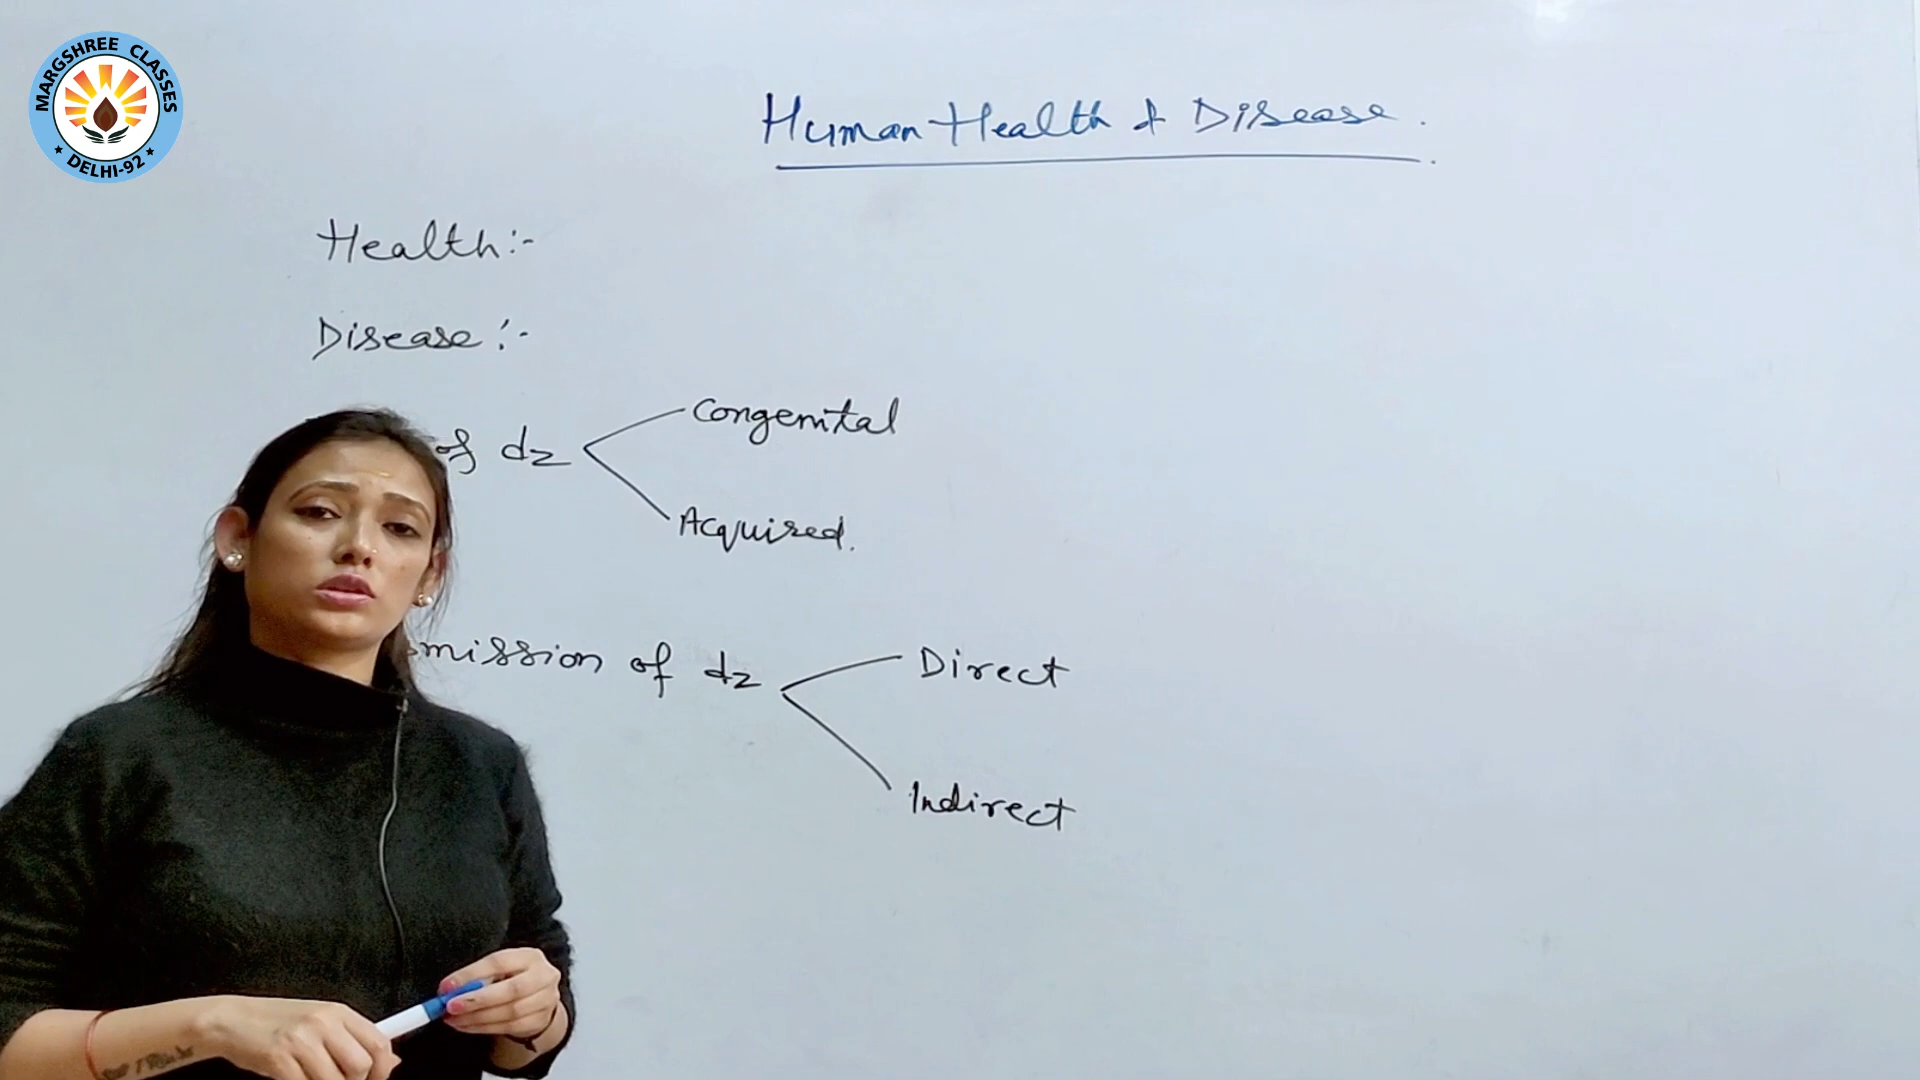 MARGSHREE CLASSES
DELHI-92
Human Health & Disease.
Health:-
Disease:-
of dz
Congenital
Acquired.
mission of dz
Direct
Indirect